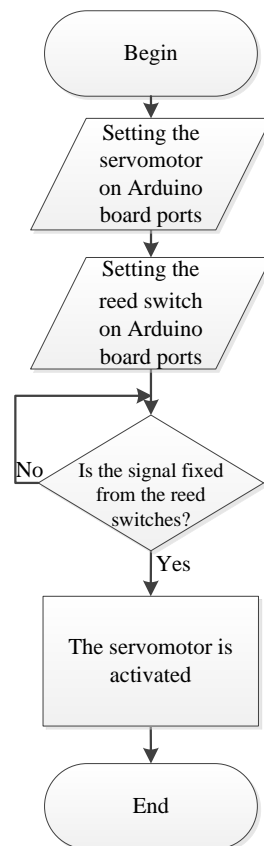 Begin
Setting the
servomotor
on Arduino
board ports
Setting the
reed switch
on Arduino
board ports
Is the signal fixed
from the reed
switches?
No
Yes
The servomotor is
activated
End